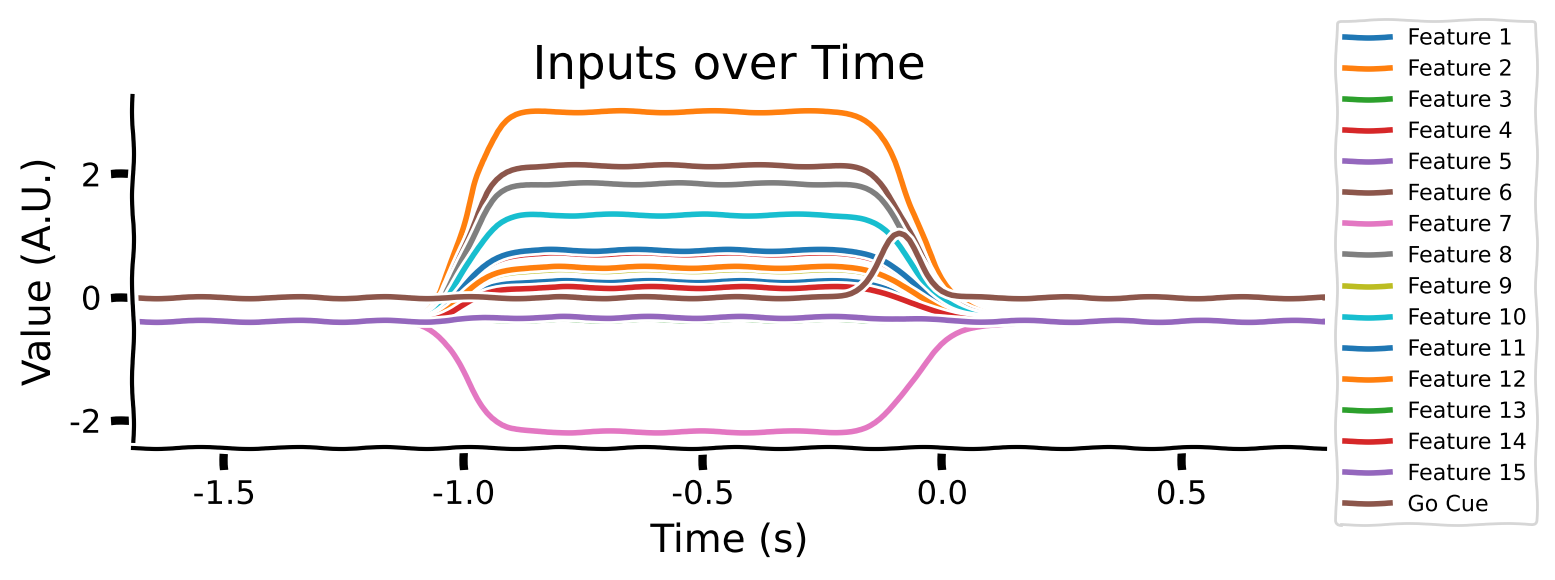 Inputs over Time
Value (A.U.)
2
0
-2
-1.5
-1.0
-0.5
0.0
0.5
Time (s)
Feature 1
Feature 2
Feature 3
Feature 4
Feature 5
Feature 6
Feature 7
Feature 8
Feature 9
Feature 10
Feature 11
Feature 12
Feature 13
Feature 14
Feature 15
Go Cue